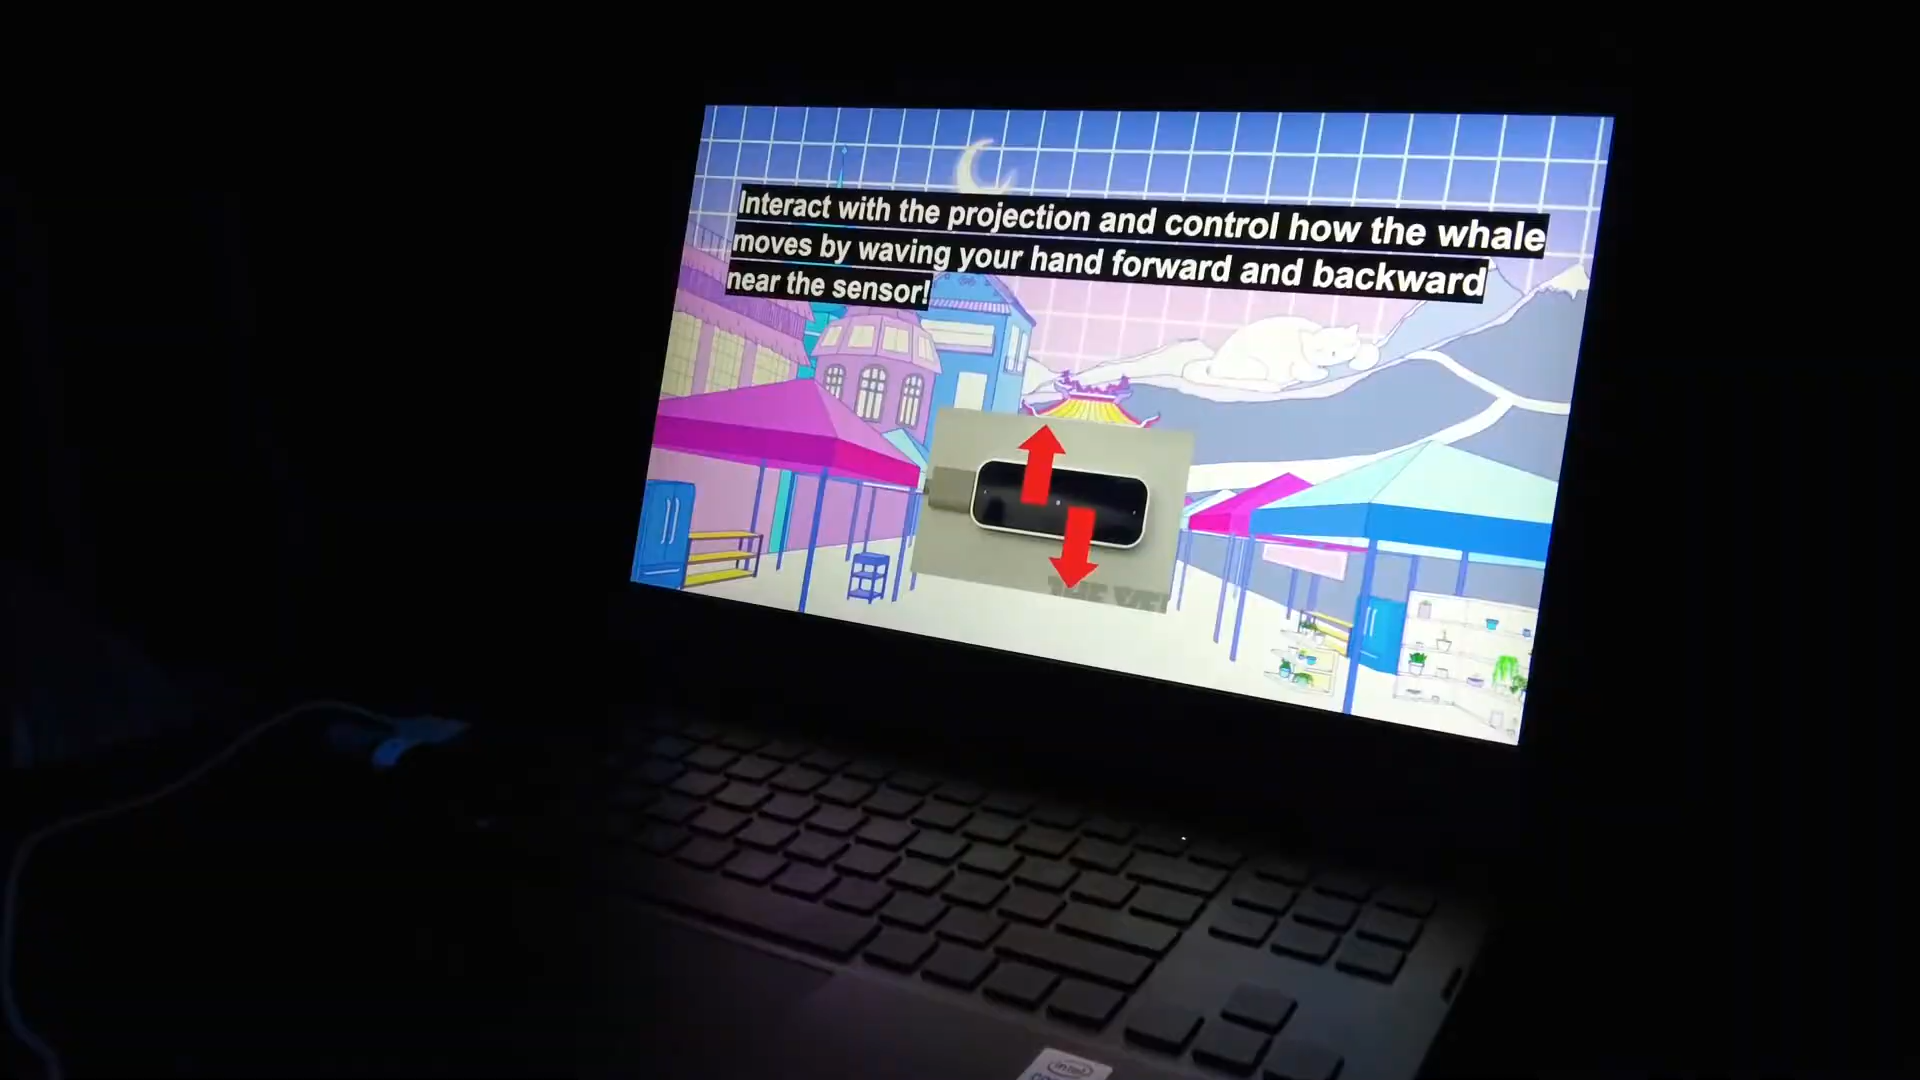 Interact with the projection and control how the whale
moves by waving your hand forward and backward
near the sensor!
intel